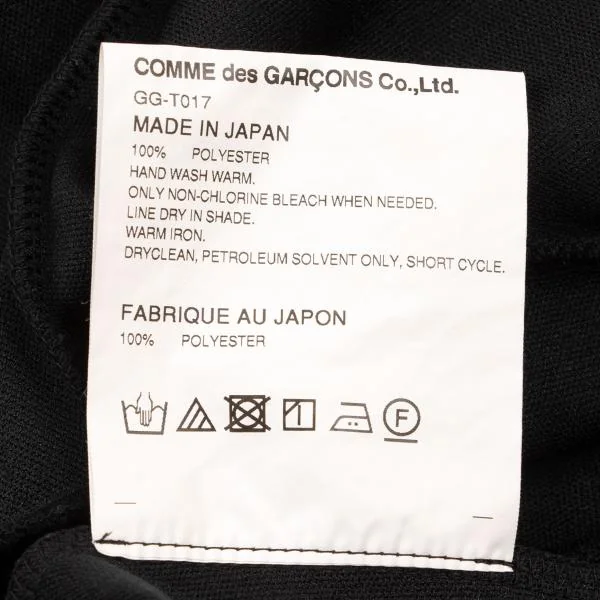 COMME des GARÇONS Co.,Ltd.
GG-T017
MADE IN JAPAN
100% POLYESTER
HAND WASH WARM.
ONLY NON-CHLORINE BLEACH WHEN NEEDED.
LINE DRY IN SHADE.
WARM IRON.
DRYCLEAN, PETROLEUM SOLVENT ONLY, SHORT CYCLE.
FABRIQUE AU JAPON
100% POLYESTER
F